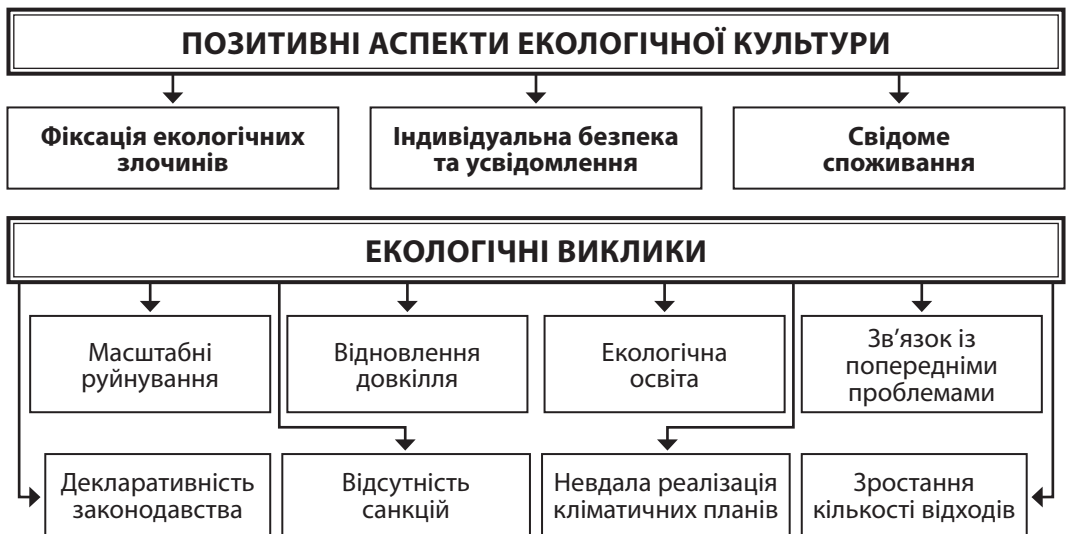 ПОЗИТИВНІ АСПЕКТИ ЕКОЛОГІЧНОЇ КУЛЬТУРИ
Фіксація екологічних
злочинів
Індивідуальна безпека
та усвідомлення
Свідоме
споживання
ЕКОЛОГІЧНІ ВИКЛИКИ
Масштабні
руйнування
Відновлення
довкілля
Екологічна
освіта
Зв’язок із
попередніми
проблемами
Декларативність
законодавства
Відсутність
санкцій
Невдала реалізація
кліматичних планів
Зростання
кількості відходів